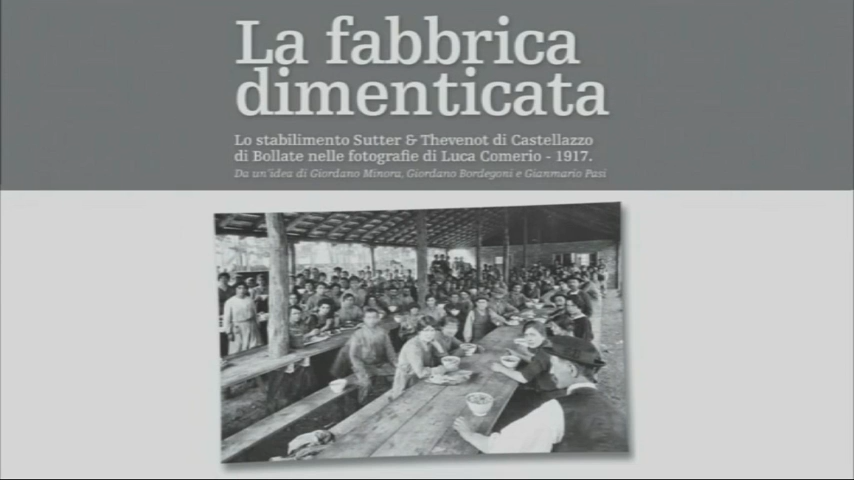 La fabbrica
dimenticata
Lo stabilimento Sutter & Thevenot di Castellazzo
di Bollate nelle fotografie di Luca Comerio - 1917.
Da un'idea di Giordano Minora, Giordano Bordegoni e Gianmario Pasi